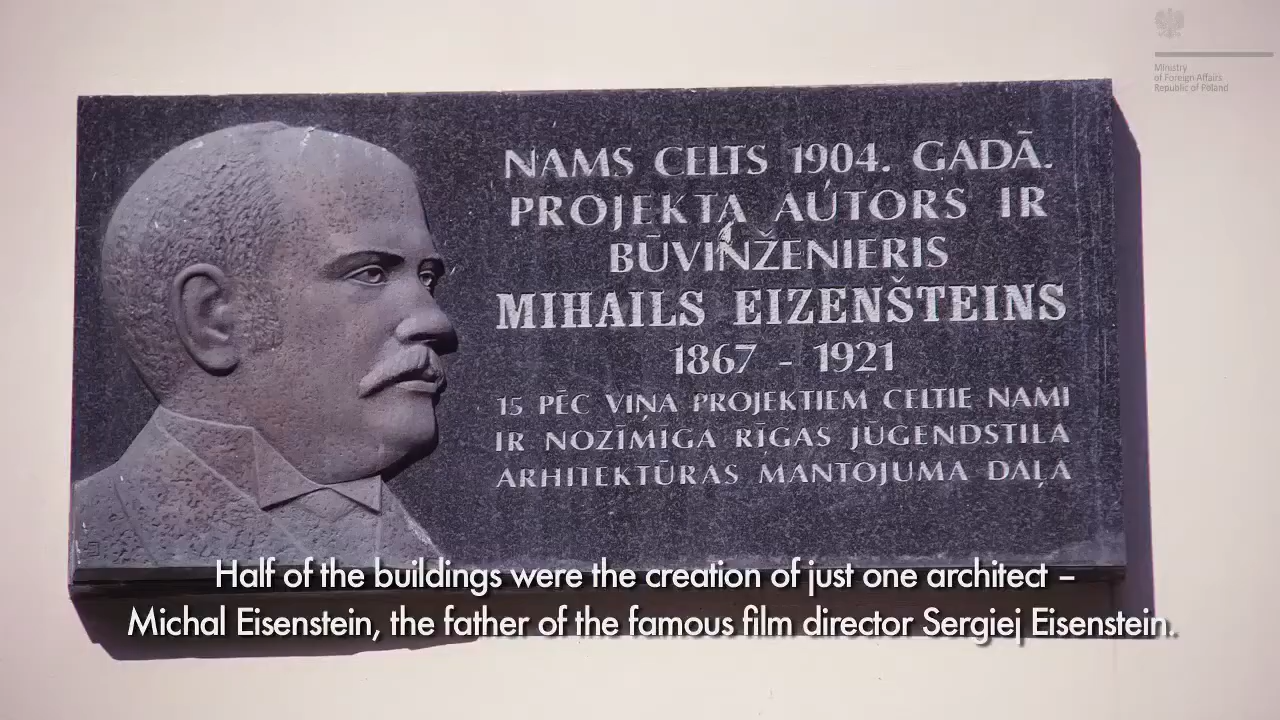 Ministry
of Foreign Affairs
Republic of Poland
NAMS CELTS 1904. GADĀ.
PROJEKTA AUTORS IR
BŪVINŽENIERIS
MIHAILS EIZENŠTEINS
1867 - 1921
15 PĒC VIŅA PROJEKTIEM CELTIE NAMI
IR NOZĪMIGA RĪGAS JŪGENDSTILA
ARHITEKTŪRAS MANTOJUMA DAĻA
Half of the buildings were the creation of just one architect –
Michal Eisenstein, the father of the famous film director Sergiej Eisenstein.